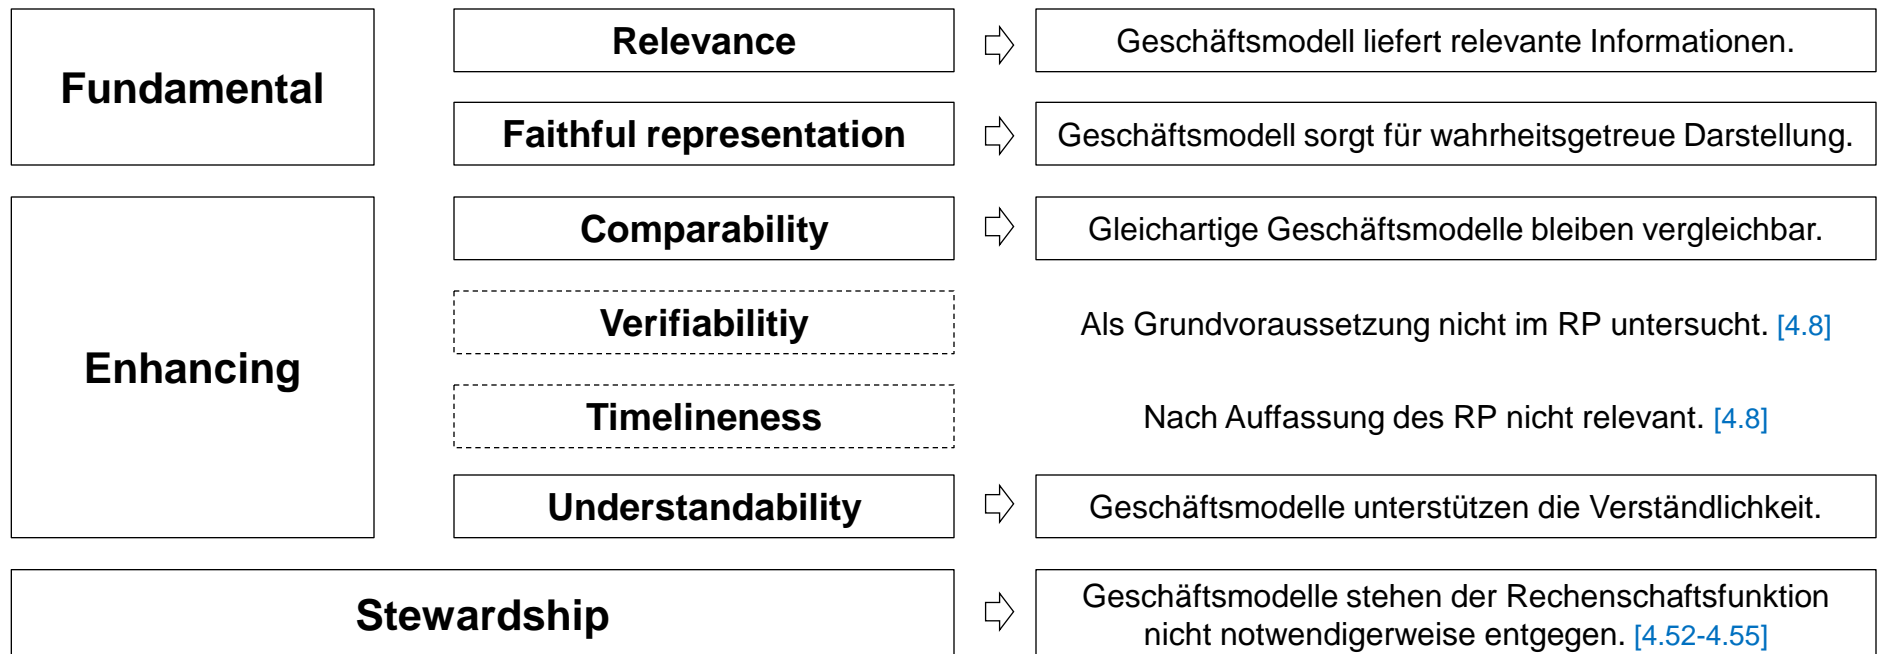 Fundamental
Relevance
Geschäftsmodell liefert relevante Informationen.
Faithful representation
Geschäftsmodell sorgt für wahrheitsgetreue Darstellung.
Enhancing
Comparability
Gleichartige Geschäftsmodelle bleiben vergleichbar.
Verifiabilitiy
Als Grundvoraussetzung nicht im RP untersucht. [4.8]
Timelineness
Nach Auffassung des RP nicht relevant. [4.8]
Understandability
Geschäftsmodelle unterstützen die Verständlichkeit.
Stewardship
Geschäftsmodelle stehen der Rechenschaftsfunktion
nicht notwendigerweise entgegen. [4.52-4.55]